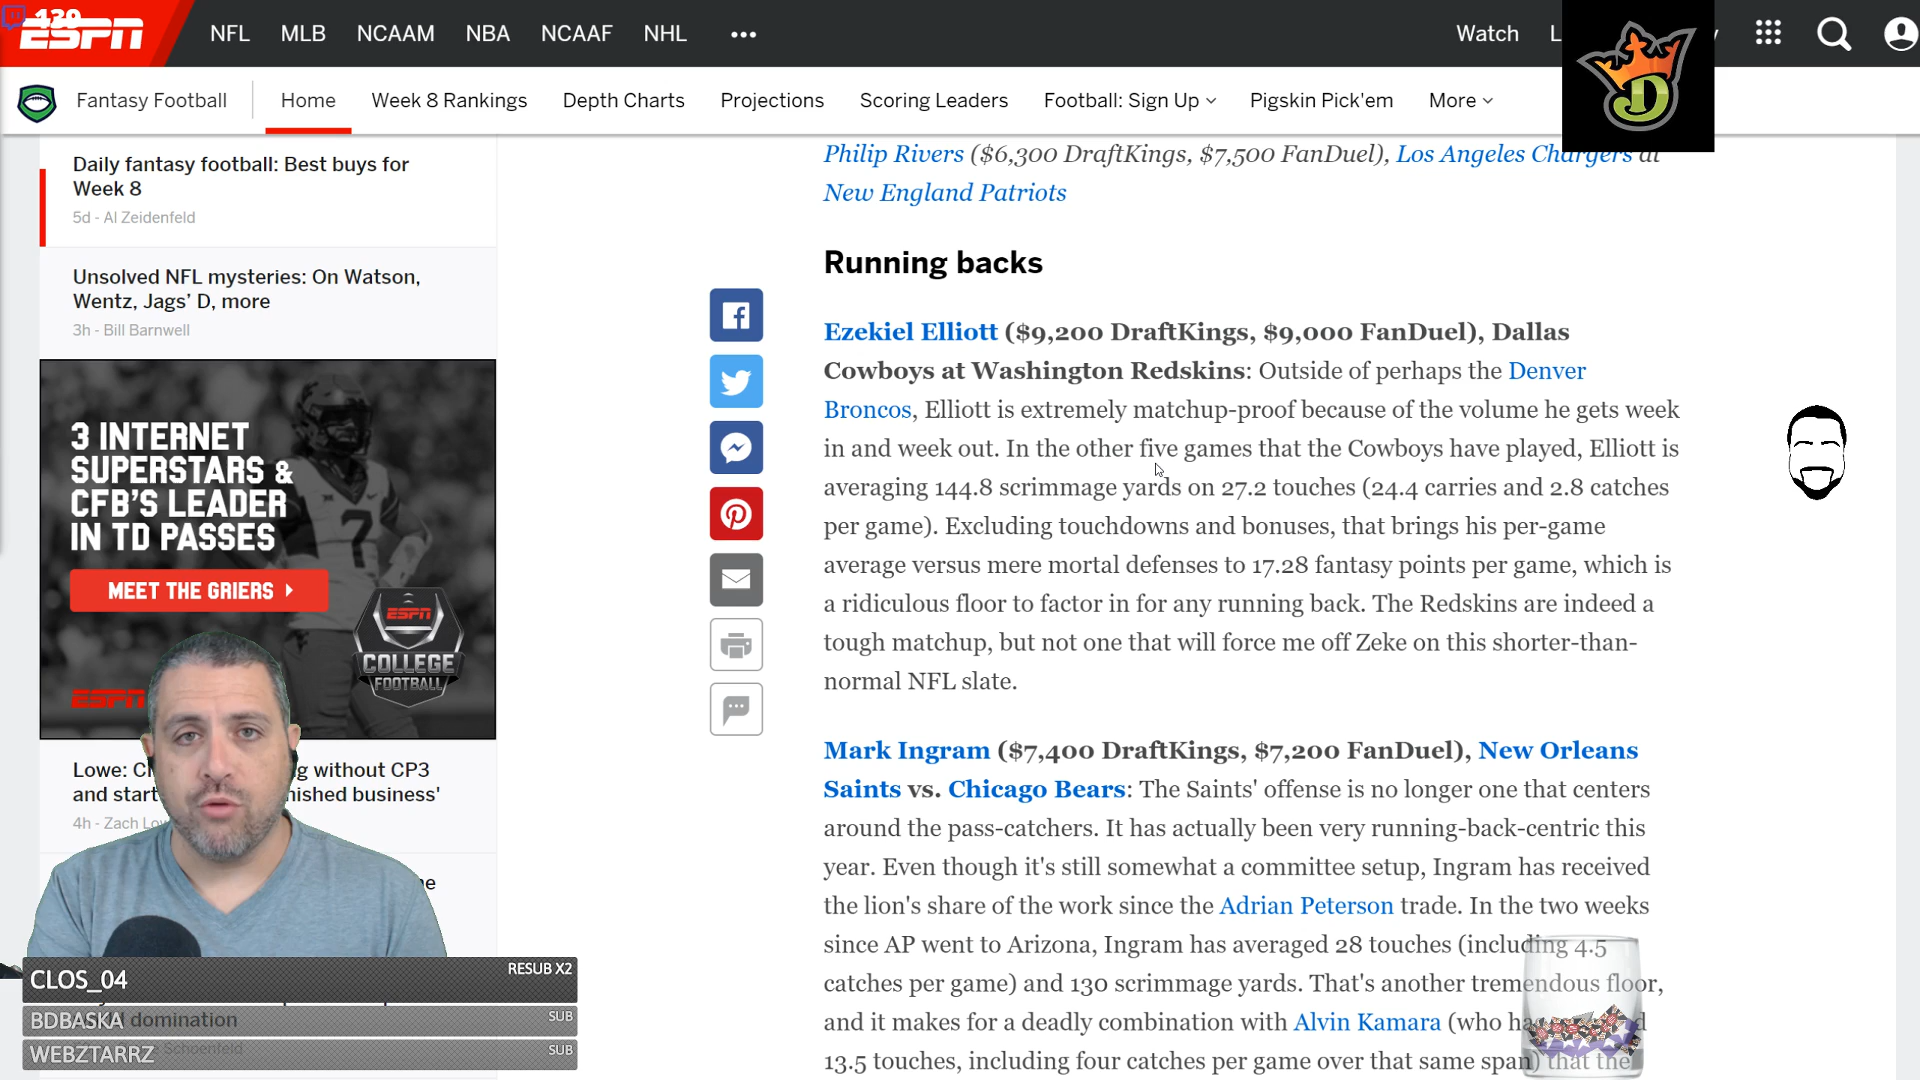 139
ESPN
NFL MLB NCAAM NBA NCAAF NHL
Watch
Fantasy Football Home Week 8 Rankings Depth Charts Projections Scoring Leaders Football: Sign Up Pigskin Pick'em More
D
Daily fantasy football: Best buys for
Week 8
5d - Al Zeidenfeld
Unsolved NFL mysteries: On Watson,
Wentz, Jags' D, more
3h - Bill Barnwell
3 INTERNET
SUPERSTARS &
CFB'S LEADER
IN TD PASSES
MEET THE GRIERS
7
ESPN
COLLEGE
FOOTBALL
ESPN
Lowe: without CP3
and start
4h - Zach
domination
Schoenfeld
CLOS_04 RESUB X2
BDBASKA SUB
WEBZTARRZ SUB
Philip Rivers ($6,300 DraftKings, $7,500 FanDuel), Los Angeles Chargers at
New England Patriots
Running backs
Ezekiel Elliott ($9,200 DraftKings, $9,000 FanDuel), Dallas
Cowboys at Washington Redskins: Outside of perhaps the Denver
Broncos, Elliott is extremely matchup-proof because of the volume he gets week
in and week out. In the other five games that the Cowboys have played, Elliott is
averaging 144.8 scrimmage yards on 27.2 touches (24.4 carries and 2.8 catches
per game). Excluding touchdowns and bonuses, that brings his per-game
average versus mere mortal defenses to 17.28 fantasy points per game, which is
a ridiculous floor to factor in for any running back. The Redskins are indeed a
tough matchup, but not one that will force me off Zeke on this shorter-than-
normal NFL slate.
Mark Ingram ($7,400 DraftKings, $7,200 FanDuel), New Orleans
Saints vs. Chicago Bears: The Saints' offense is no longer one that centers
around the pass-catchers. It has actually been very running-back-centric this
year. Even though it's still somewhat a committee setup, Ingram has received
the lion's share of the work since the Adrian Peterson trade. In the two weeks
since AP went to Arizona, Ingram has averaged 28 touches (including 4.5
catches per game) and 130 scrimmage yards. That's another tremendous floor,
and it makes for a deadly combination with Alvin Kamara (who
13.5 touches, including four catches per game over that same span) that the